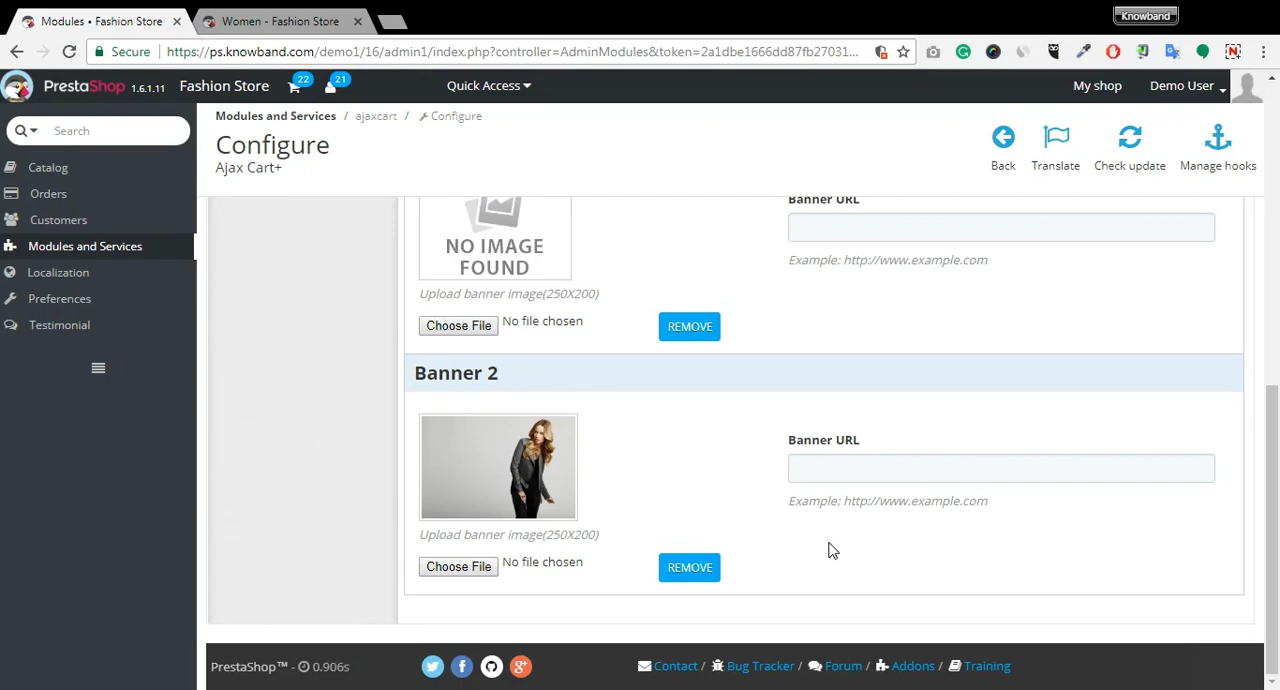 Knowband
Modules • Fashion Store
Women - Fashion Store
Secure
https://ps.knowband.com/demo1/16/admin1/index.php?controller=AdminModules&token=2a1dbe1666dd87fb27031...
PrestaShop 1.6.1.11
Fashion Store
22
21
Quick Access
My shop
Demo User
Search
Catalog
Orders
Customers
Modules and Services
Localization
Preferences
Testimonial
Modules and Services / ajaxcart / Configure
Configure
Ajax Cart+
Back
Translate
Check update
Manage hooks
NO IMAGE
FOUND
Upload banner image(250X200)
Choose File No file chosen
REMOVE
Banner URL
Example: http://www.example.com
Banner 2
Upload banner image(250X200)
Choose File No file chosen
REMOVE
Banner URL
Example: http://www.example.com
PrestaShop™ - 0.906s
Contact / Bug Tracker / Forum / Addons / Training